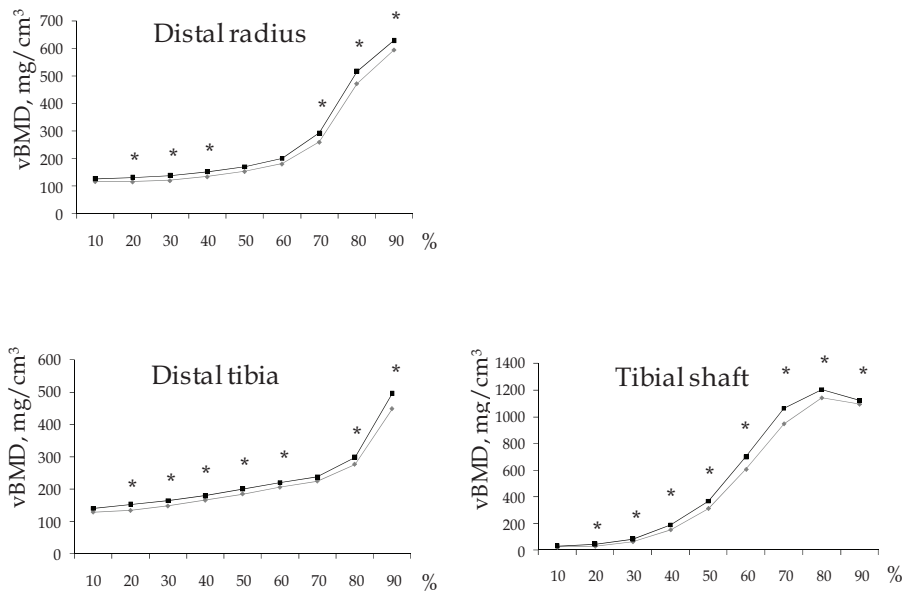 Distal radius
vBMD, mg/cm³
700
600
500
400
300
200
100
0
* * * * * *
10 20 30 40 50 60 70 80 90 %
Distal tibia
vBMD, mg/cm³
600
500
400
300
200
100
0
* * * * * * *
10 20 30 40 50 60 70 80 90 %
Tibial shaft
vBMD, mg/cm³
1400
1200
1000
800
600
400
200
0
* * * * * * * *
10 20 30 40 50 60 70 80 90 %